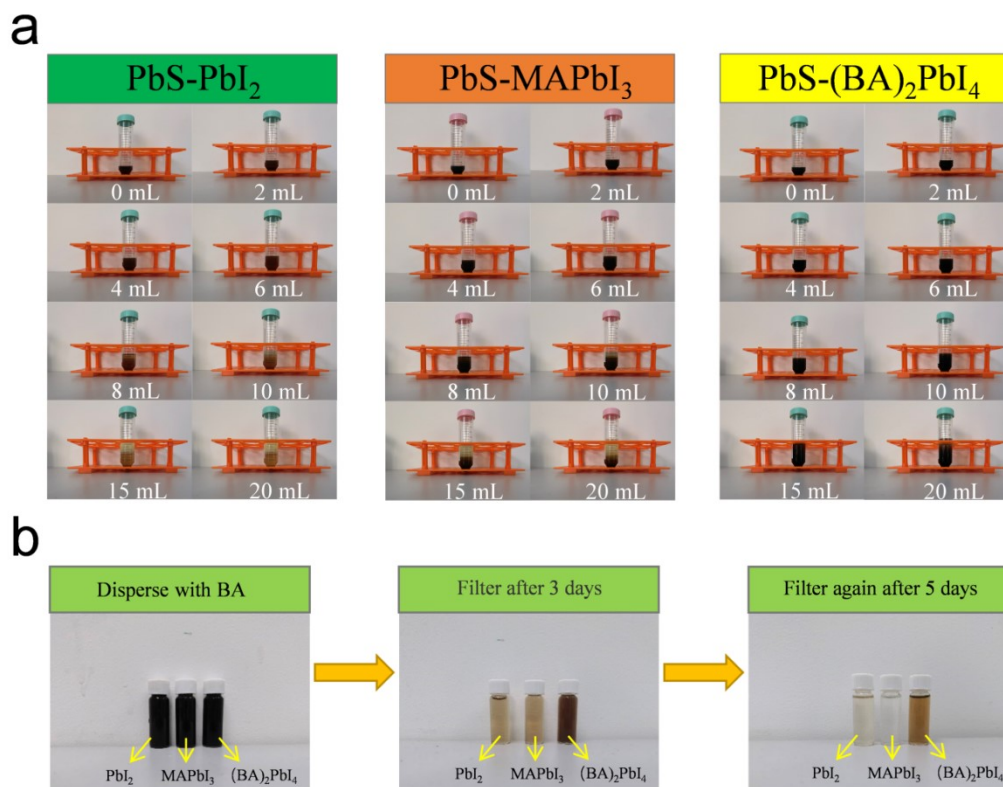 a
PbS-PbI₂
PbS-MAPbI₃
PbS-(BA)₂PbI₄
0 mL
2 mL
0 mL
2 mL
0 mL
2 mL
4 mL
6 mL
4 mL
6 mL
4 mL
6 mL
8 mL
10 mL
8 mL
10 mL
8 mL
10 mL
15 mL
20 mL
15 mL
20 mL
15 mL
20 mL
b
Disperse with BA
Filter after 3 days
Filter again after 5 days
PbI₂
MAPbI₃
(BA)₂PbI₄
PbI₂
MAPbI₃
(BA)₂PbI₄
PbI₂
MAPbI₃
(BA)₂PbI₄